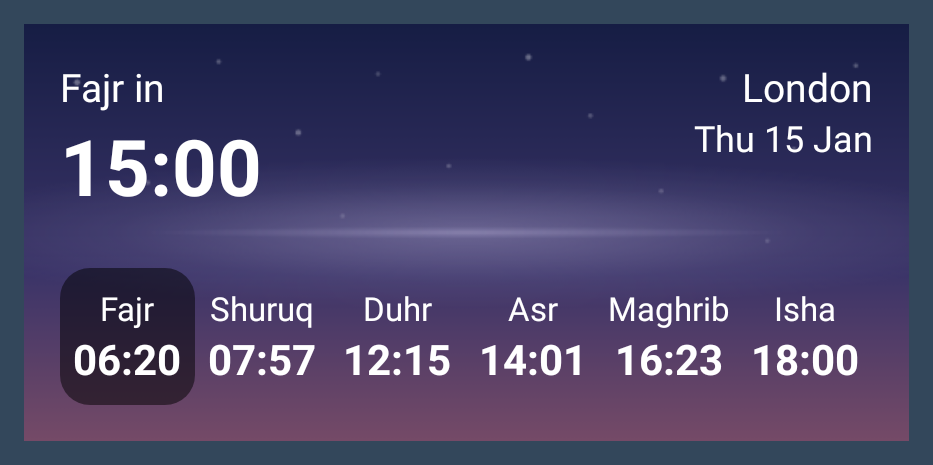 Fajr in
15:00
London
Thu 15 Jan
Fajr Shuruq Duhr Asr Maghrib Isha
06:20 07:57 12:15 14:01 16:23 18:00